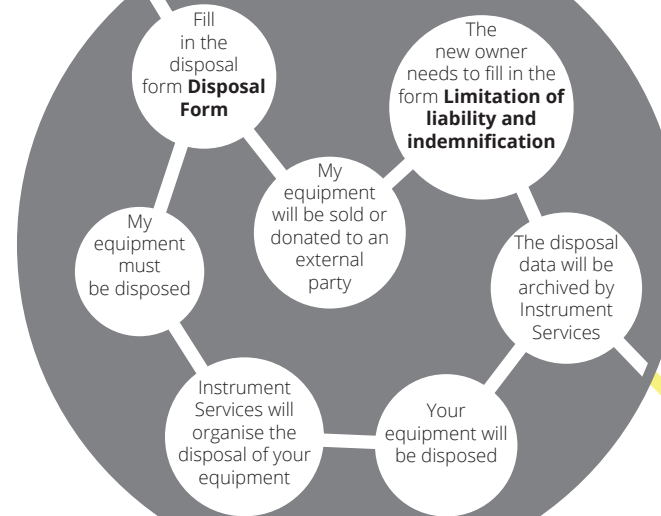 Fill
in the
disposal
form Disposal
Form
The
new owner
needs to fill in the
form Limitation of
liability and
indemnification
My
equipment
will be sold or
donated to an
external
party
My
equipment
must
be disposed
The disposal
data will be
archived by
Instrument
Services
Instrument
Services will
organise the
disposal of your
equipment
Your
equipment will
be disposed